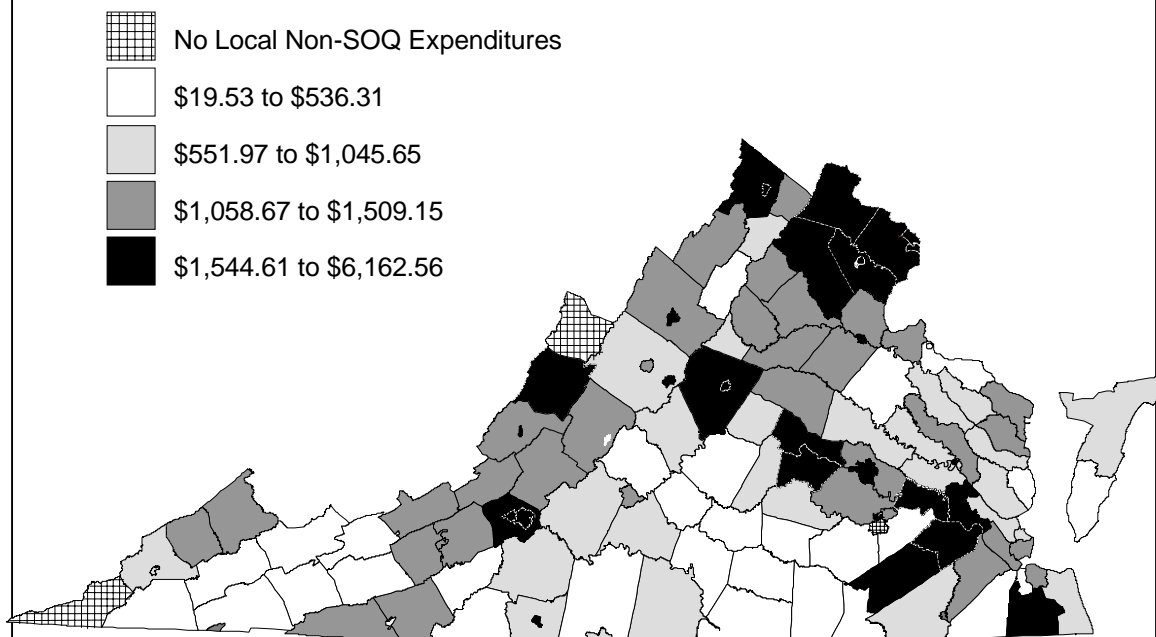 No Local Non-SOQ Expenditures
$19.53 to $536.31
$551.97 to $1,045.65
$1,058.67 to $1,509.15
$1,544.61 to $6,162.56